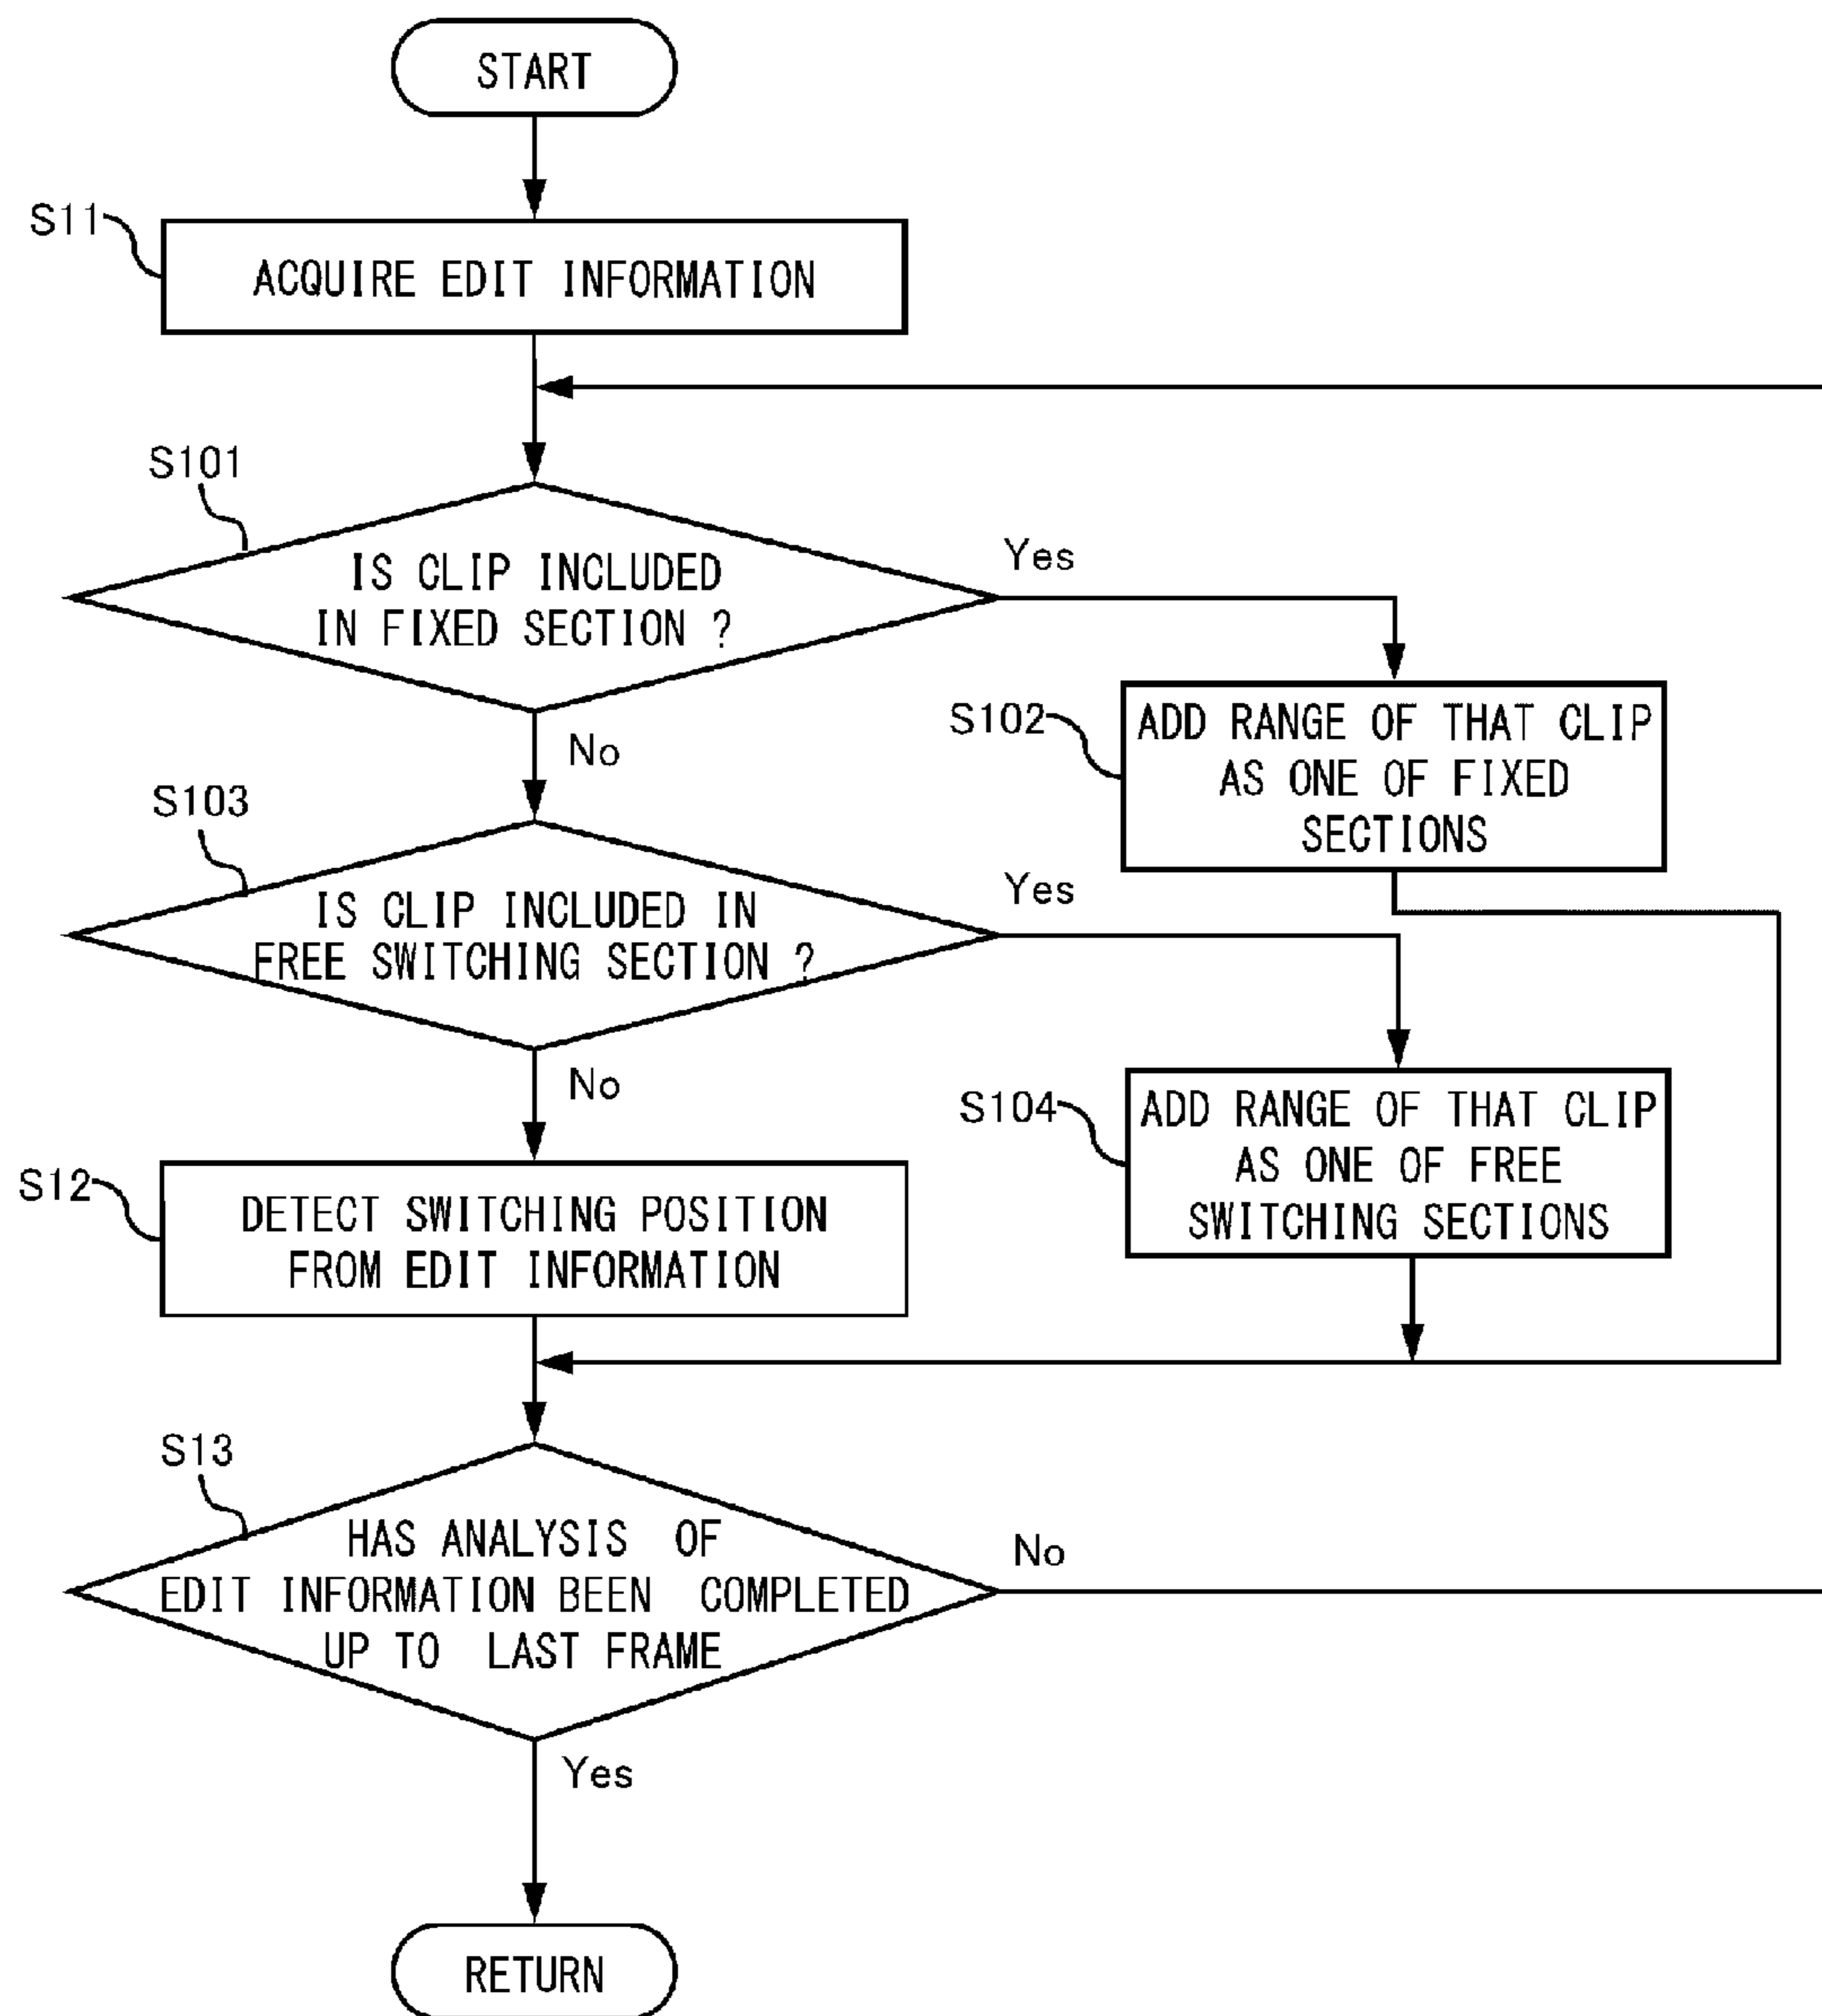 START
S11
ACQUIRE EDIT INFORMATION
S101
IS CLIP INCLUDED
IN FIXED SECTION ?
Yes
No
S102
ADD RANGE OF THAT CLIP
AS ONE OF FIXED
SECTIONS
S103
IS CLIP INCLUDED IN
FREE SWITCHING SECTION ?
Yes
No
S104
ADD RANGE OF THAT CLIP
AS ONE OF FREE
SWITCHING SECTIONS
S12
DETECT SWITCHING POSITION
FROM EDIT INFORMATION
S13
HAS ANALYSIS OF
EDIT INFORMATION BEEN COMPLETED
UP TO LAST FRAME
No
Yes
RETURN